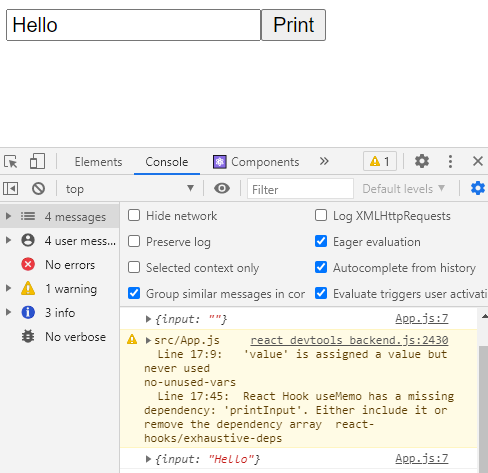 Hello Print
Elements Console Components » 1
top Filter Default levels
4 messages
4 user mess...
No errors
1 warning
3 info
No verbose
Hide network Log XMLHttpRequests
Preserve log Eager evaluation
Selected context only Autocomplete from history
Group similar messages in cor Evaluate triggers user activati
{input: ""} App.js:7
src/App.js react devtools backend.js:2430
Line 17:9: 'value' is assigned a value but
never used
no-unused-vars
Line 17:45: React Hook useMemo has a missing
dependency: 'printInput'. Either include it or
remove the dependency array react-
hooks/exhaustive-deps
{input: "Hello"} App.js:7